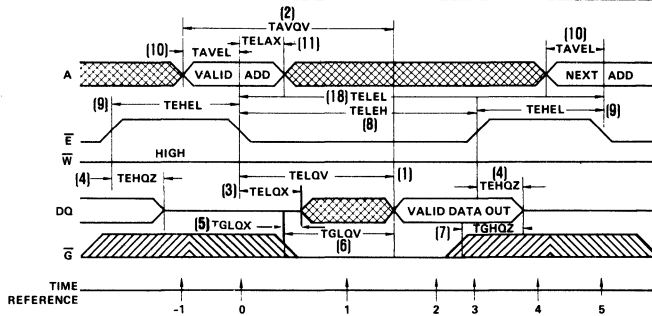 (2)
TAVQV
(10) TELAX (11) (10)
TAVEL TAVEL
A VALID ADD NEXT ADD
(18) TELEL
(9) TEHEL TELEH TEHEL (9)
(8)
E
W HIGH
(4) TELQV (1) (4)
TEHQZ (3) TELQX TEHQZ
DQ VALID DATA OUT
(5) TGLQX (7) TGHQZ
TGLQV
(6)
G
TIME
REFERENCE
-1 0 1 2 3 4 5